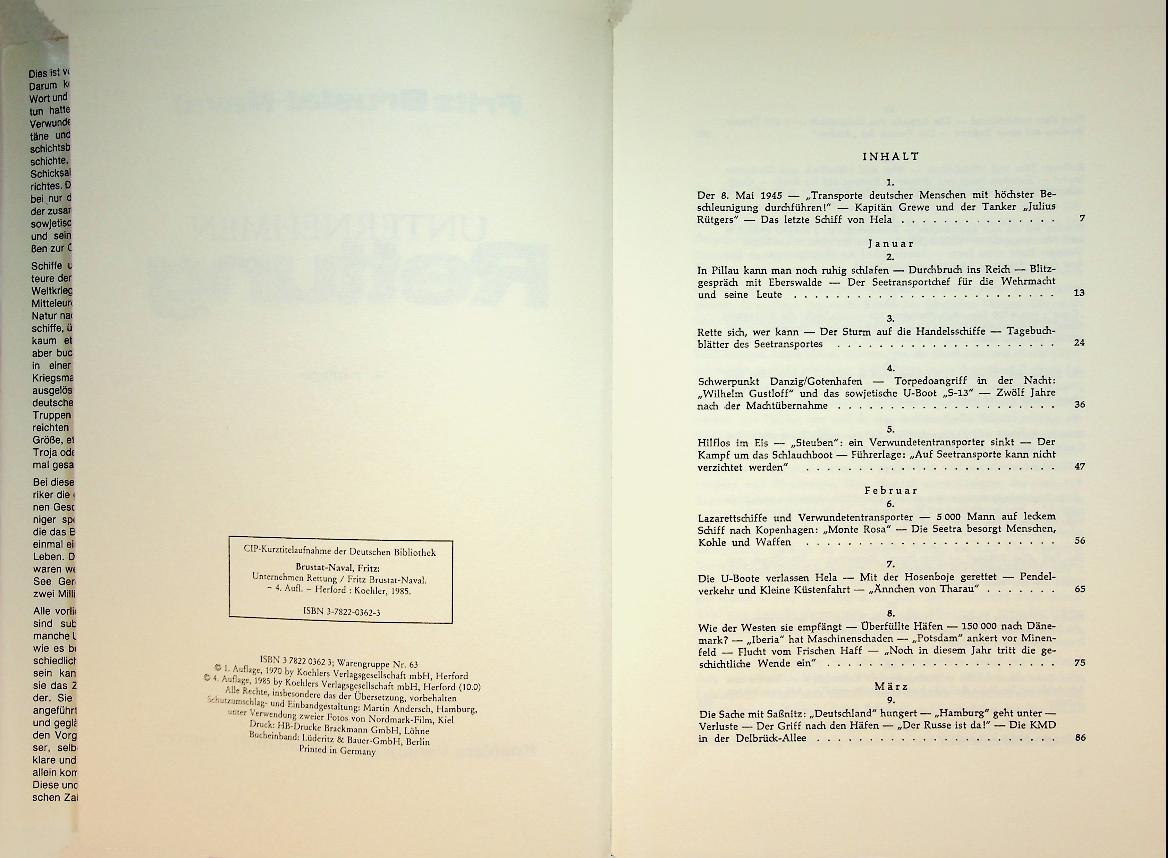 Dies ist
Darum
Wort und
tun hatte
Verwunde
täne und
schichtsb
schichte.
Schicksal
richtes. D
bei nur d
der zusar
sowjetisc
und sein
Ben zur
Schiffe
teure der
Weltkrieg
Mitteleur
Natur na
schiffe, ü
kaum et
aber buc
in einer
Kriegsma
ausgelös
deutsche
Truppen
reichten
Größe, et
Troja ode
mal gesa
Bei diese
riker die
nen Gesc
niger spe
die das B
einmal ei
Leben. D
waren we
See Ger
zwei Milli
Alle vorli
sind sub
manche
wie es be
schiedlich
sein kan
sie das Z
der. Sie
angeführt
und geglä
den Vorg
ser, selb
klare und
allein kom
Diese und
schen Zal
CIP-Kurztitelaufnahme der Deutschen Bibliothek
Brustat-Naval, Fritz:
Unternehmen Rettung / Fritz Brustat-Naval.
– 4. Aufl. – Herford : Koehler, 1985.
ISBN 3-7822-0362-3
ISBN 3 7822 0362 3; Warengruppe Nr. 63
© 1. Auflage, 1970 by Koehlers Verlagsgesellschaft mbH, Herford
© 4. Auflage, 1985 by Koehlers Verlagsgesellschaft mbH, Herford (10.0)
Alle Rechte, insbesondere das der Übersetzung, vorbehalten
Schutzumschlag- und Einbandgestaltung: Martin Andersch, Hamburg,
unter Verwendung zweier Fotos von Nordmark-Film, Kiel
Druck: HB-Drucke Brackmann GmbH, Löhne
Bucheinband: Lüderitz & Bauer-GmbH, Berlin
Printed in Germany
INHALT
1.
Der 8. Mai 1945 — „Transporte deutscher Menschen mit höchster Be-
schleunigung durchführen!“ — Kapitän Grewe und der Tanker „Julius
Rütgers“ — Das letzte Schiff von Hela . . . . . . . . . . . . . . . 7
Januar
2.
In Pillau kann man noch ruhig schlafen — Durchbruch ins Reich — Blitz-
gespräch mit Eberswalde — Der Seetransportchef für die Wehrmacht
und seine Leute . . . . . . . . . . . . . . . . . . . . . . . . . 13
3.
Rette sich, wer kann — Der Sturm auf die Handelsschiffe — Tagebuch-
blätter des Seetransportes . . . . . . . . . . . . . . . . . . . . . 24
4.
Schwerpunkt Danzig/Gotenhafen — Torpedoangriff in der Nacht:
„Wilhelm Gustloff“ und das sowjetische U-Boot „S-13“ — Zwölf Jahre
nach der Machtübernahme . . . . . . . . . . . . . . . . . . . . . 36
5.
Hilflos im Eis — „Steuben“: ein Verwundetentransporter sinkt — Der
Kampf um das Schlauchboot — Führerlage: „Auf Seetransporte kann nicht
verzichtet werden“ . . . . . . . . . . . . . . . . . . . . . . . . 47
Februar
6.
Lazarettschiffe und Verwundetentransporter — 5 000 Mann auf leckem
Schiff nach Kopenhagen: „Monte Rosa“ — Die Seetra besorgt Menschen,
Kohle und Waffen . . . . . . . . . . . . . . . . . . . . . . . . 56
7.
Die U-Boote verlassen Hela — Mit der Hosenboje gerettet — Pendel-
verkehr und Kleine Küstenfahrt — „Ännchen von Tharau“ . . . . . . . 65
8.
Wie der Westen sie empfängt — Überfüllte Häfen — 150 000 nach Däne-
mark? — „Iberia“ hat Maschinenschaden — „Potsdam“ ankert vor Minen-
feld — Flucht vom Frischen Haff — „Noch in diesem Jahr tritt die ge-
schichtliche Wende ein“ . . . . . . . . . . . . . . . . . . . . . . 75
März
9.
Die Sache mit Saßnitz: „Deutschland“ hungert — „Hamburg“ geht unter —
Verluste — Der Griff nach den Häfen — „Der Russe ist da!“ — Die KMD
in der Delbrück-Allee . . . . . . . . . . . . . . . . . . . . . . . 86